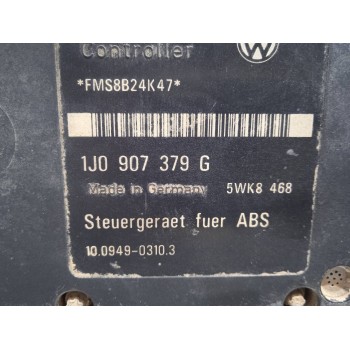 Controller
*FMS8B24K47*
1J0 907 379 G
Made in Germany 5WK8 468
Steuergeraet fuer ABS
10.0949-0310.3